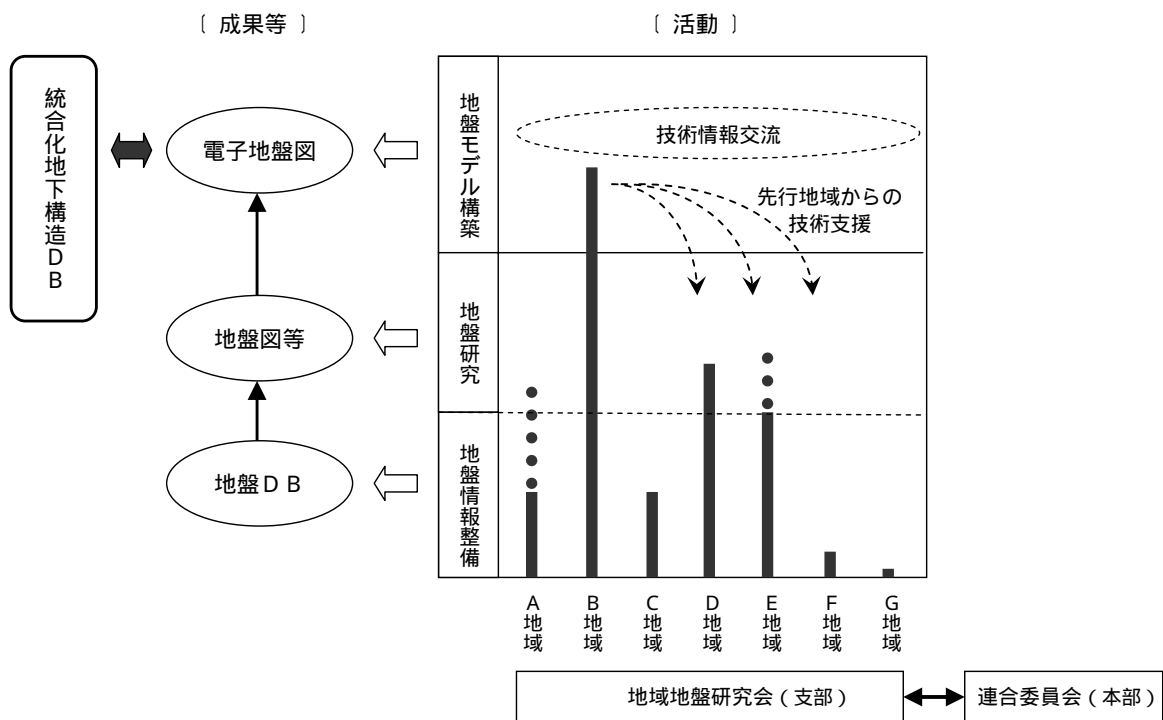 〔 成果等 〕
〔 活動 〕
統合化地下構造DB
電子地盤図
地盤図等
地盤DB
地盤モデル構築
地盤研究
地盤情報整備
技術情報交流
先行地域からの
技術支援
A地域
B地域
C地域
D地域
E地域
F地域
G地域
地域地盤研究会(支部)
連合委員会(本部)